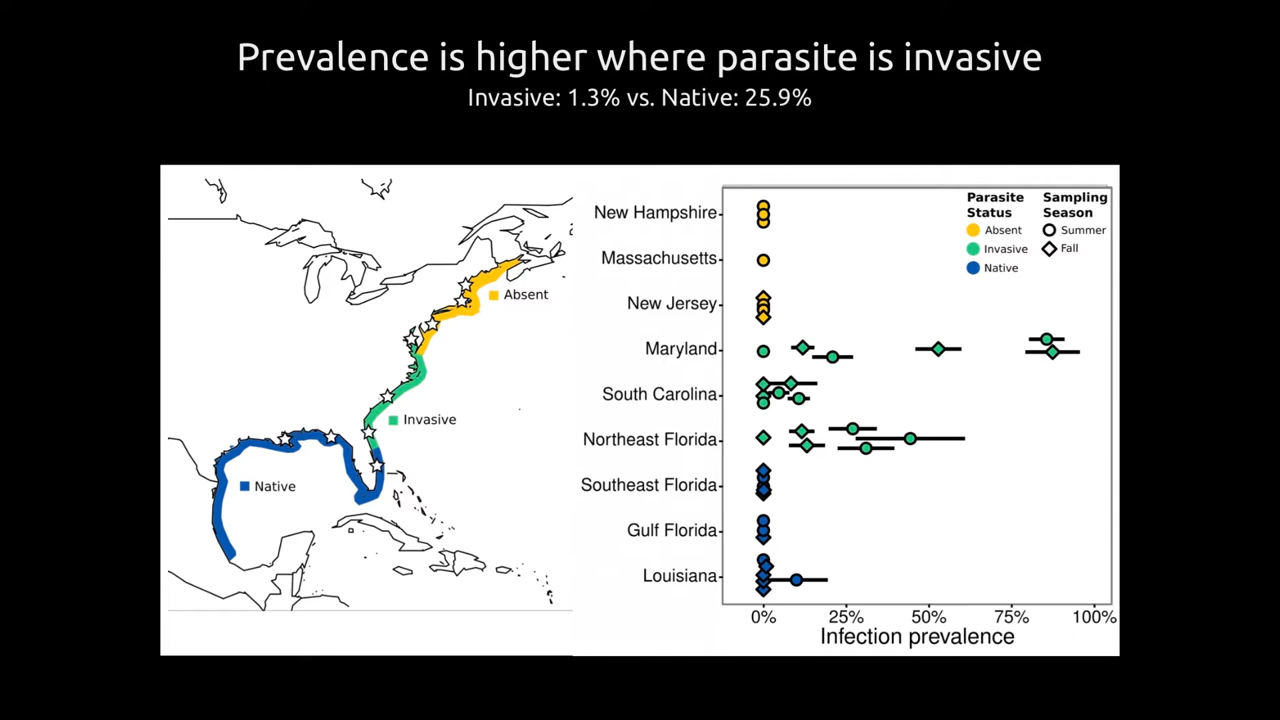 Prevalence is higher where parasite is invasive
Invasive: 1.3% vs. Native: 25.9%
Absent
Invasive
Native
New Hampshire
Massachusetts
New Jersey
Maryland
South Carolina
Northeast Florida
Southeast Florida
Gulf Florida
Louisiana
Parasite Status
Absent
Invasive
Native
Sampling Season
Summer
Fall
0% 25% 50% 75% 100%
Infection prevalence